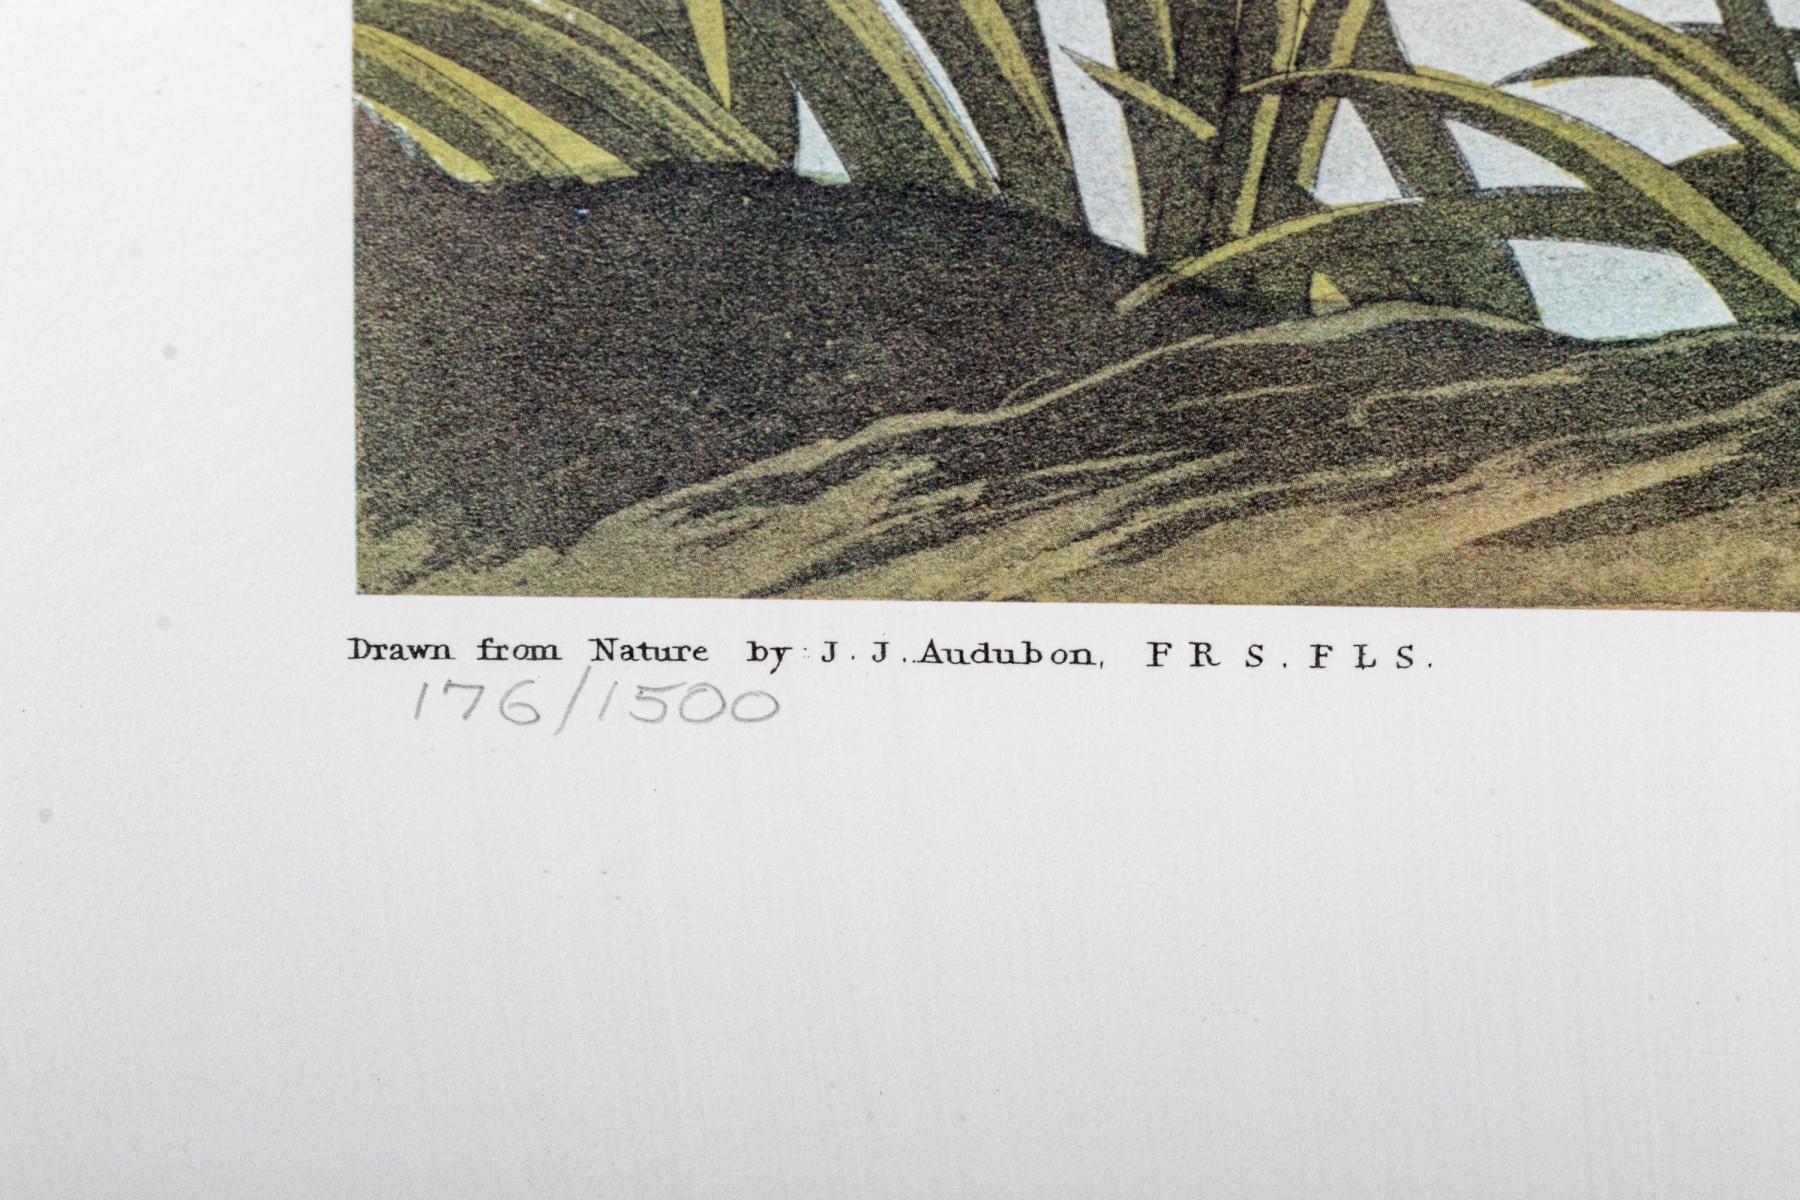 Drawn from Nature by J. J. Audubon, F R S . F L S .
176/1500